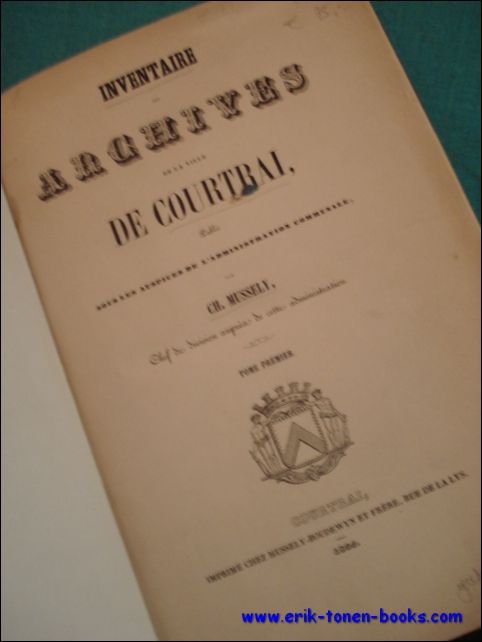 INVENTAIRE
DES
ARCHIVES
DE LA VILLE
DE COURTRAI,
Publié
SOUS LES AUSPICES DE L'ADMINISTRATION COMMUNALE,
PAR
CH. MUSSELY,
Chef de division auprès de cette administration
TOME PREMIER
COURTRAI,
IMPRIMÉ CHEZ MUSSELY-BOUDEWYN ET FRÈRE, RUE DE LA LYS.
www.erik-tonen-books.com